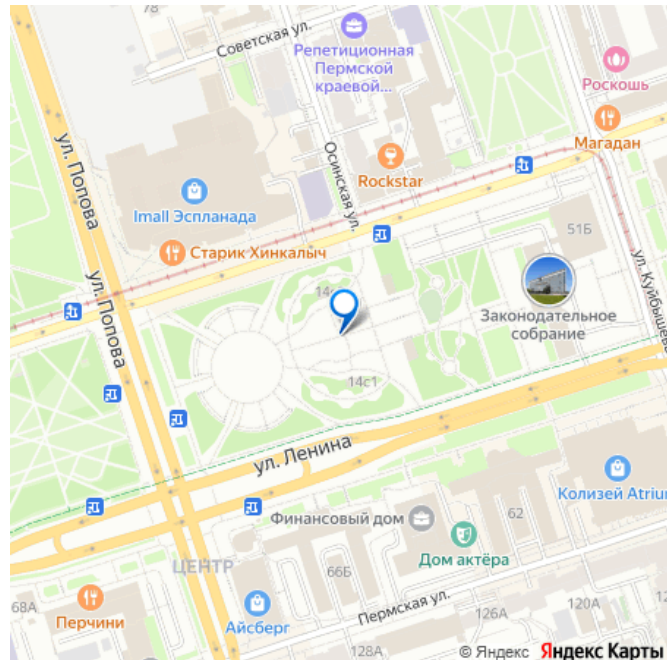 78
Советская ул.
Репетиционная
Пермской
краевой...
Роскошь
ул. Попова
Осинская ул.
Магадан
Rockstar
Imall Эспланада
51Б
Старик Хинкалыч
ул. Попова
ул. Куйбышева
Законодательное
собрание
14с1
ул. Ленина
Колизей Atriu
Финансовый дом
62
Дом актёра
ЦЕНТР
66Б
68А
Перчини
Айсберг
Пермская ул.
126А
120А
128А
© Яндекс Яндекс Карты